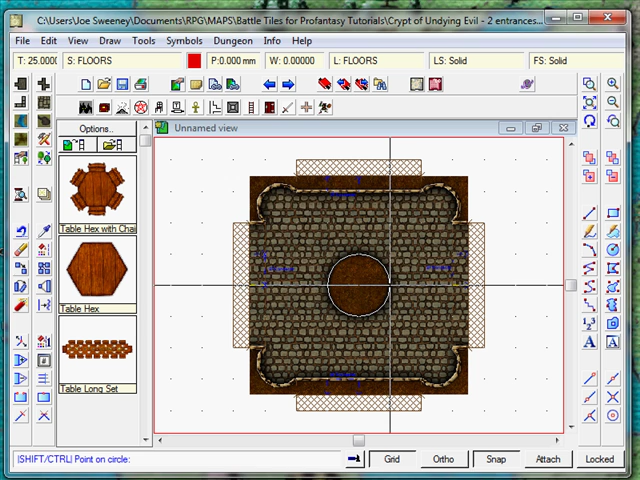 C:\Users\Joe Sweeney\Documents\RPG\MAPS\Battle Tiles for Profantasy Tutorials\Crypt of Undying Evil - 2 entrances...
File Edit View Draw Tools Symbols Dungeon Info Help
T: 25.0000 S: FLOORS P:0.000 mm W: 0.00000 L: FLOORS LS: Solid FS: Solid
Options..
Unnamed view
Table Hex with Chai
Table Hex
Table Long Set
1 2 3
A A
|SHIFT/CTRL| Point on circle: Grid Ortho Snap Attach Locked